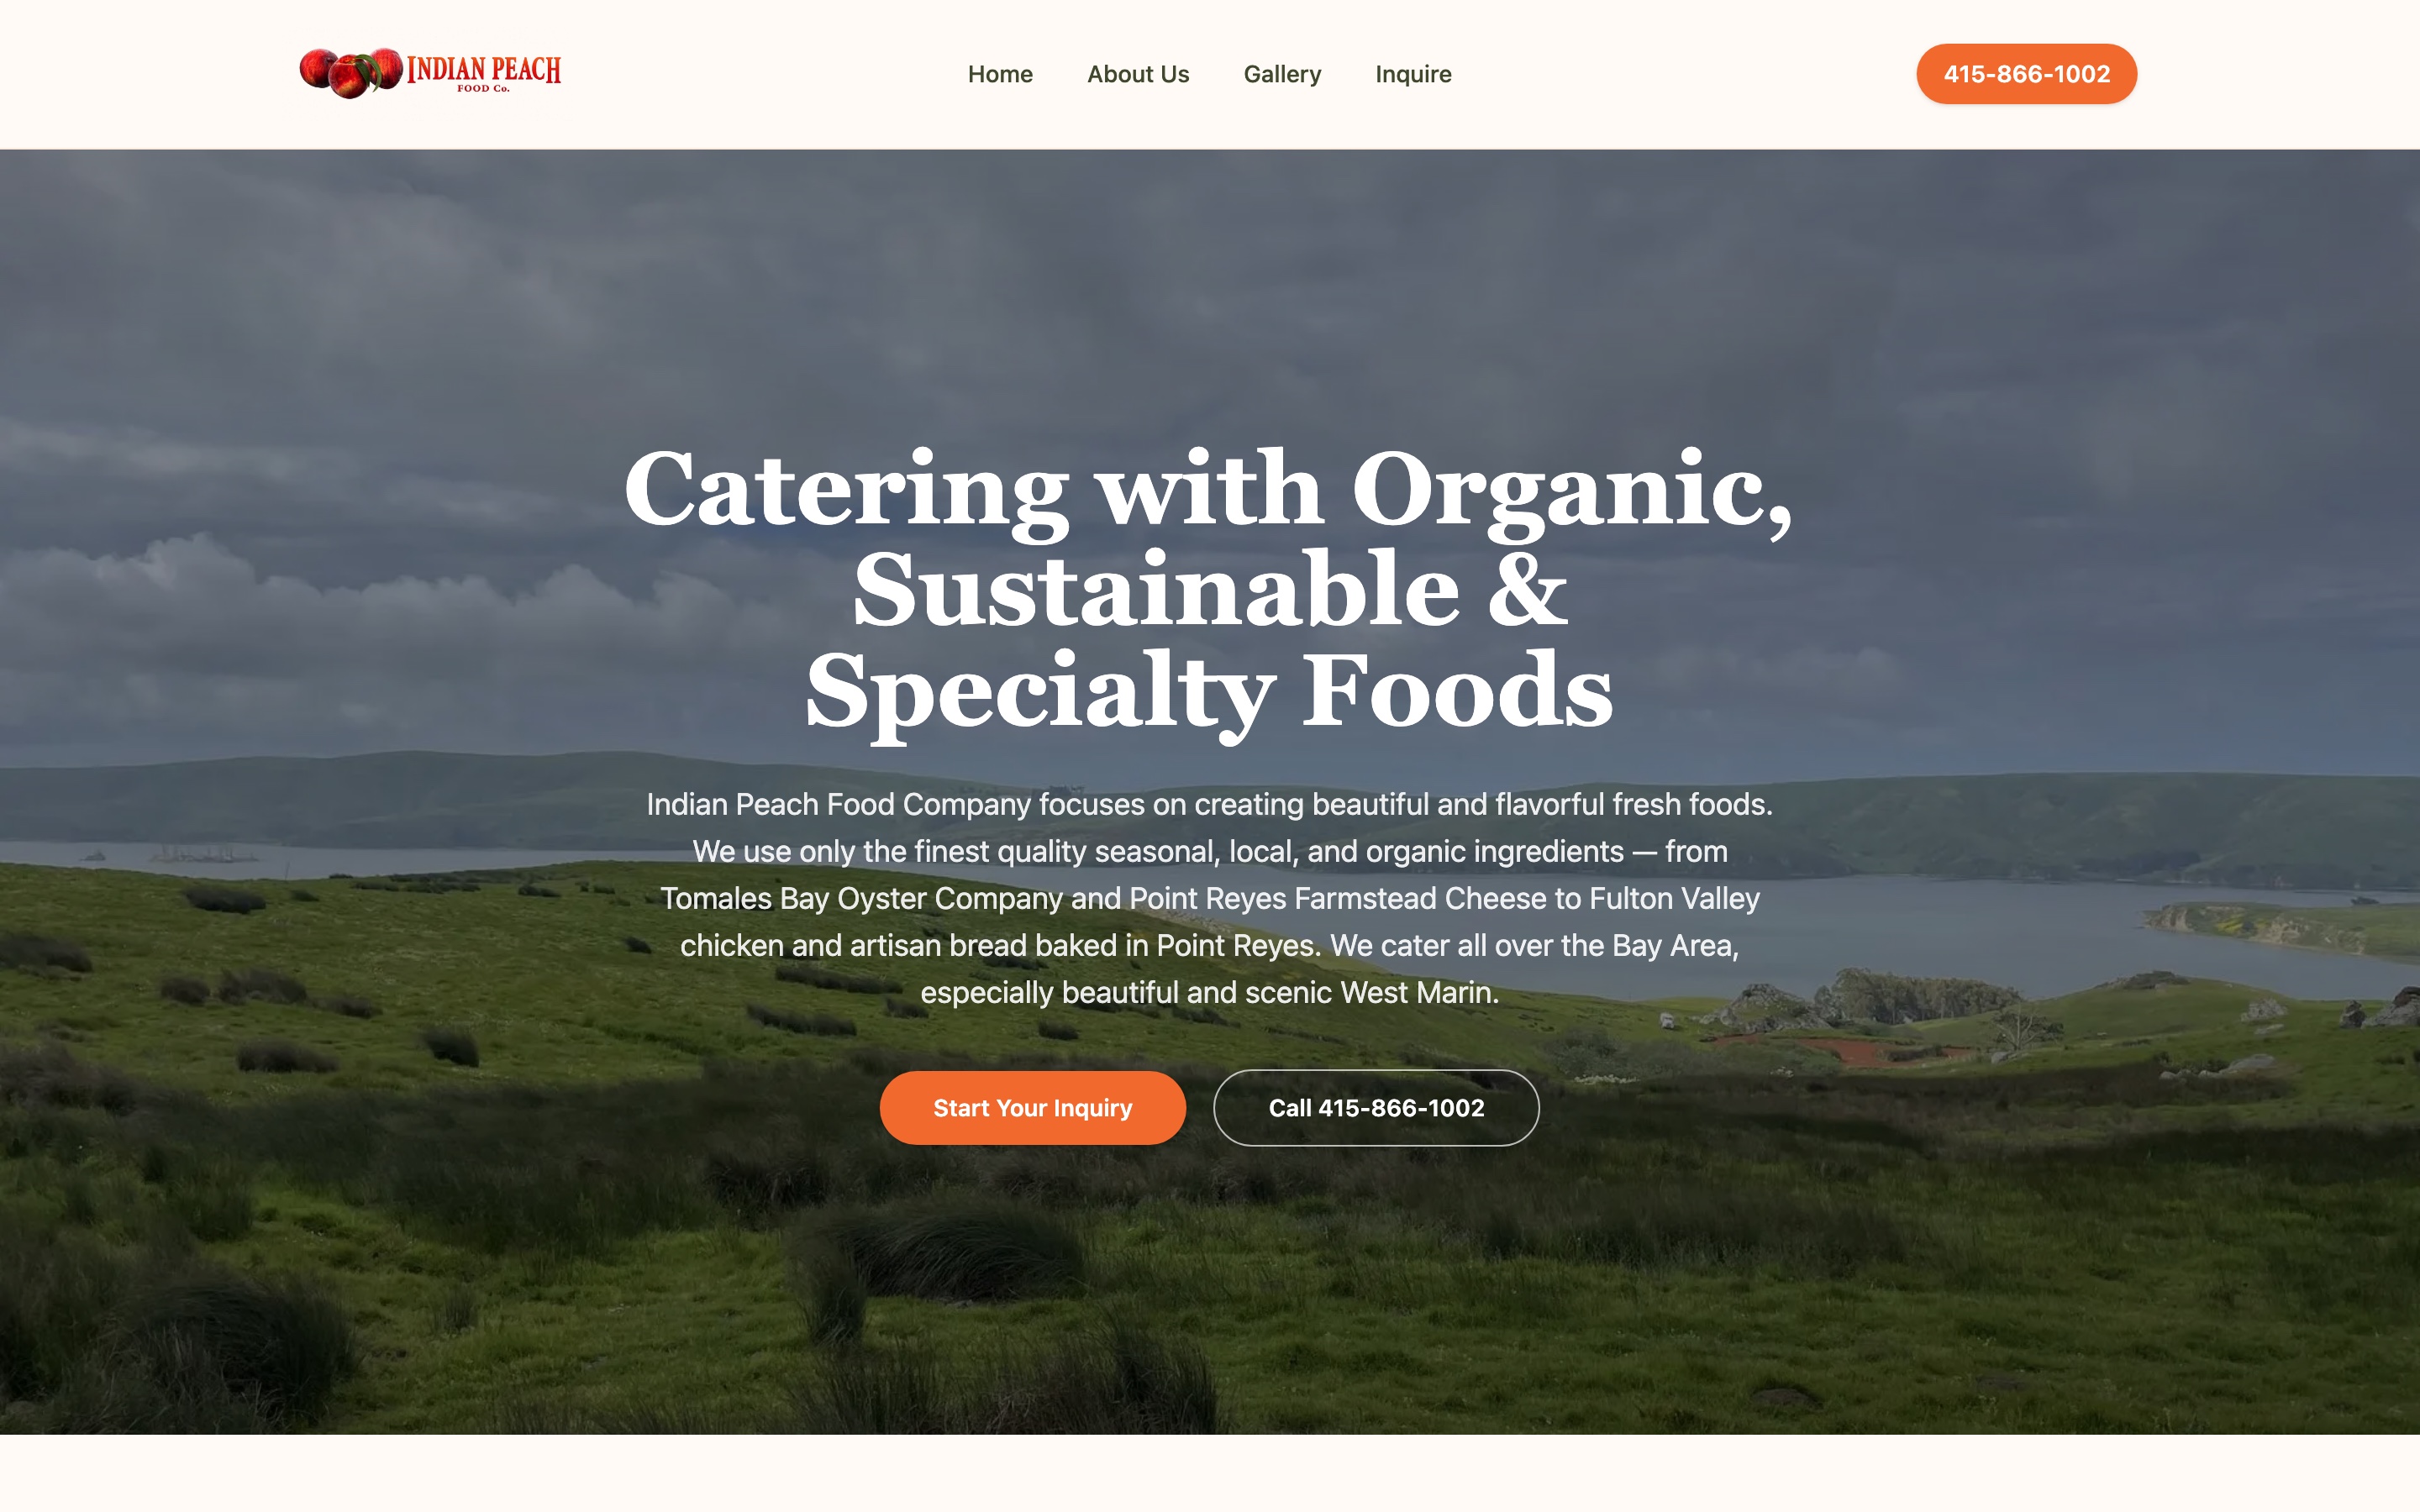 INDIAN PEACH
FOOD Co.
Home
About Us
Gallery
Inquire
415-866-1002
Catering with Organic,
Sustainable &
Specialty Foods
Indian Peach Food Company focuses on creating beautiful and flavorful fresh foods.
We use only the finest quality seasonal, local, and organic ingredients — from
Tomales Bay Oyster Company and Point Reyes Farmstead Cheese to Fulton Valley
chicken and artisan bread baked in Point Reyes. We cater all over the Bay Area,
especially beautiful and scenic West Marin.
Start Your Inquiry
Call 415-866-1002